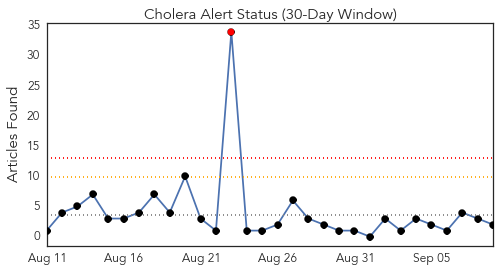 Cholera Alert Status (30-Day Window)
Articles Found
35
30
25
20
15
10
5
0
Aug 11
Aug 16
Aug 21
Aug 26
Aug 31
Sep 05